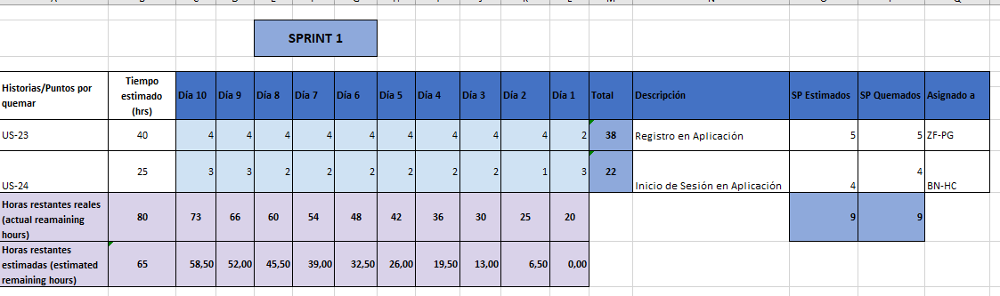 SPRINT 1
Historias/Puntos por quemar | Tiempo estimado (hrs) | Día 10 | Día 9 | Día 8 | Día 7 | Día 6 | Día 5 | Día 4 | Día 3 | Día 2 | Día 1 | Total | Descripción | SP Estimados | SP Quemados | Asignado a
US-23 | 40 | 4 | 4 | 4 | 4 | 4 | 4 | 4 | 4 | 4 | 2 | 38 | Registro en Aplicación | 5 | 5 | ZF-PG
US-24 | 25 | 3 | 3 | 2 | 2 | 2 | 2 | 2 | 2 | 1 | 3 | 22 | Inicio de Sesión en Aplicación | 4 | 4 | BN-HC
Horas restantes reales (actual reamaining hours) | 80 | 73 | 66 | 60 | 54 | 48 | 42 | 36 | 30 | 25 | 20 | 9 | 9
Horas restantes estimadas (estimated remaining hours) | 65 | 58,50 | 52,00 | 45,50 | 39,00 | 32,50 | 26,00 | 19,50 | 13,00 | 6,50 | 0,00